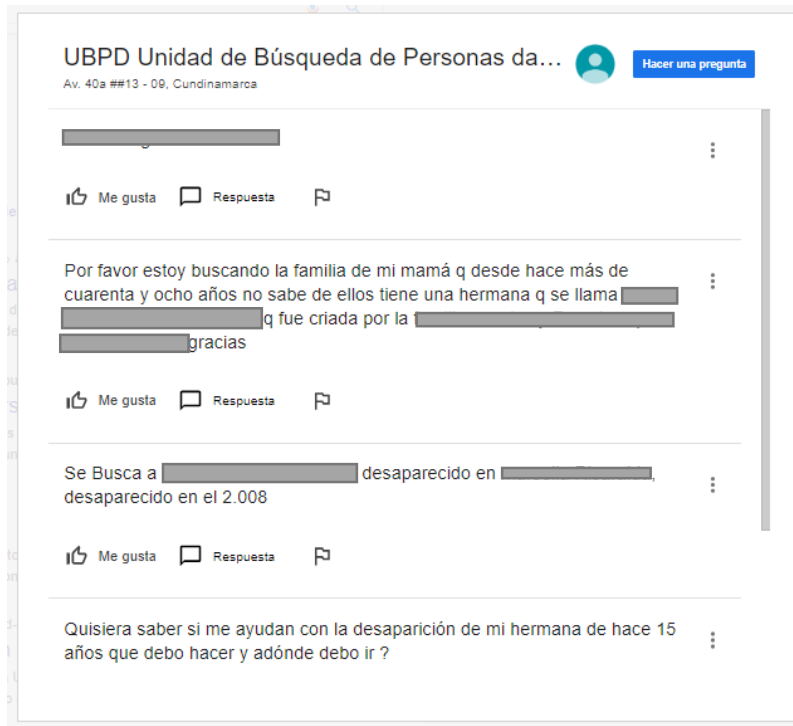 UBPD Unidad de Búsqueda de Personas da...
Hacer una pregunta
Av. 40a ##13 - 09, Cundinamarca
Me gusta Respuesta
Por favor estoy buscando la familia de mi mamá q desde hace más de
cuarenta y ocho años no sabe de ellos tiene una hermana q se llama
q fue criada por la
gracias
Me gusta Respuesta
Se Busca a desaparecido en ,
desaparecido en el 2.008
Me gusta Respuesta
Quisiera saber si me ayudan con la desaparición de mi hermana de hace 15
años que debo hacer y adónde debo ir ?